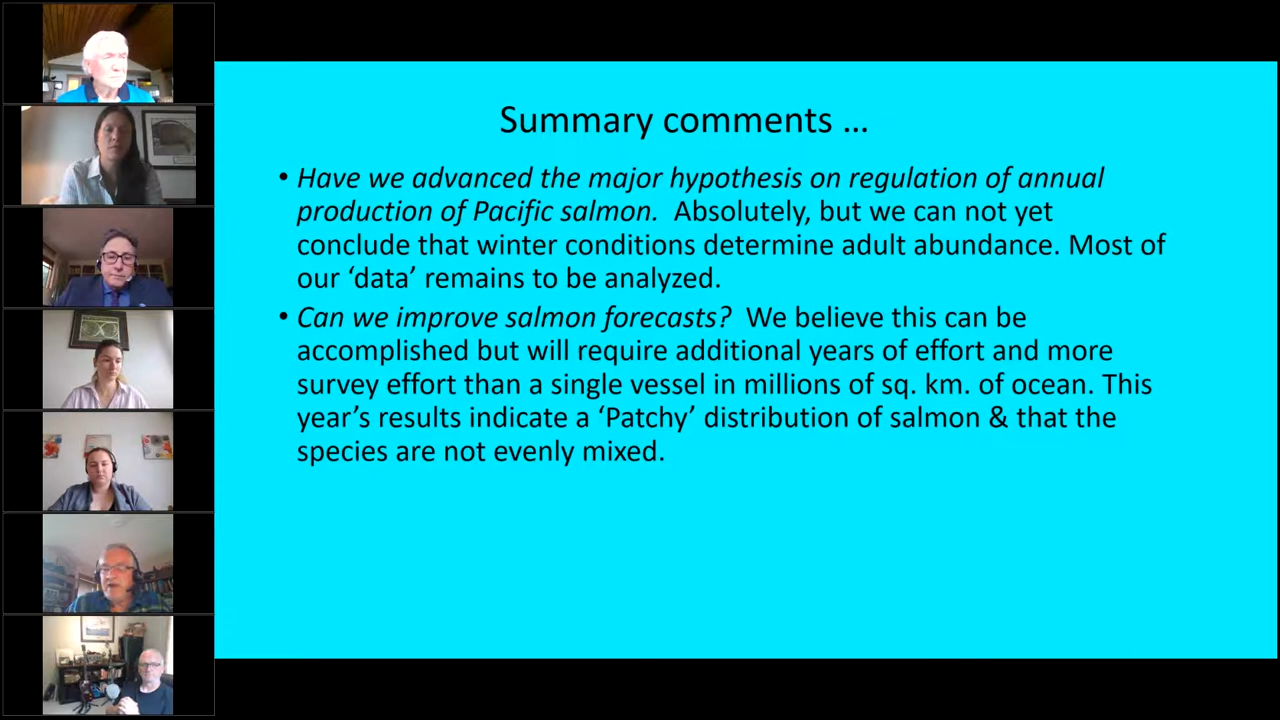 Summary comments ...
• Have we advanced the major hypothesis on regulation of annual
production of Pacific salmon. Absolutely, but we can not yet
conclude that winter conditions determine adult abundance. Most of
our ‘data’ remains to be analyzed.
• Can we improve salmon forecasts? We believe this can be
accomplished but will require additional years of effort and more
survey effort than a single vessel in millions of sq. km. of ocean. This
year’s results indicate a ‘Patchy’ distribution of salmon & that the
species are not evenly mixed.